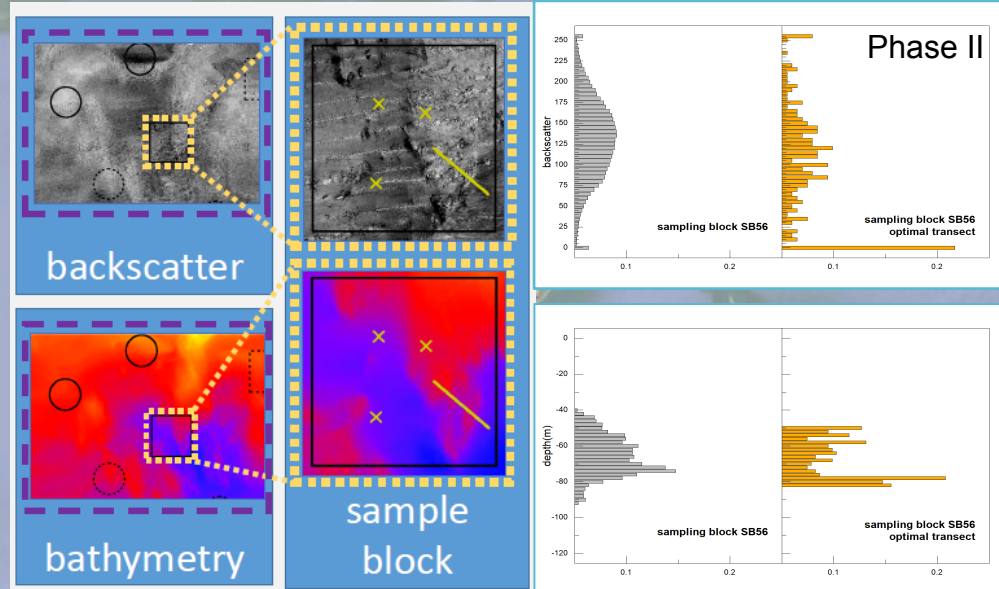 backscatter
bathymetry
sample
block
Phase II
backscatter
250
225
200
175
150
125
100
75
50
25
0
sampling block SB56
sampling block SB56
optimal transect
0.1
0.2
0.1
0.2
depth(m)
0
-20
-40
-60
-80
-100
-120
sampling block SB56
sampling block SB56
optimal transect
0.1
0.2
0.1
0.2